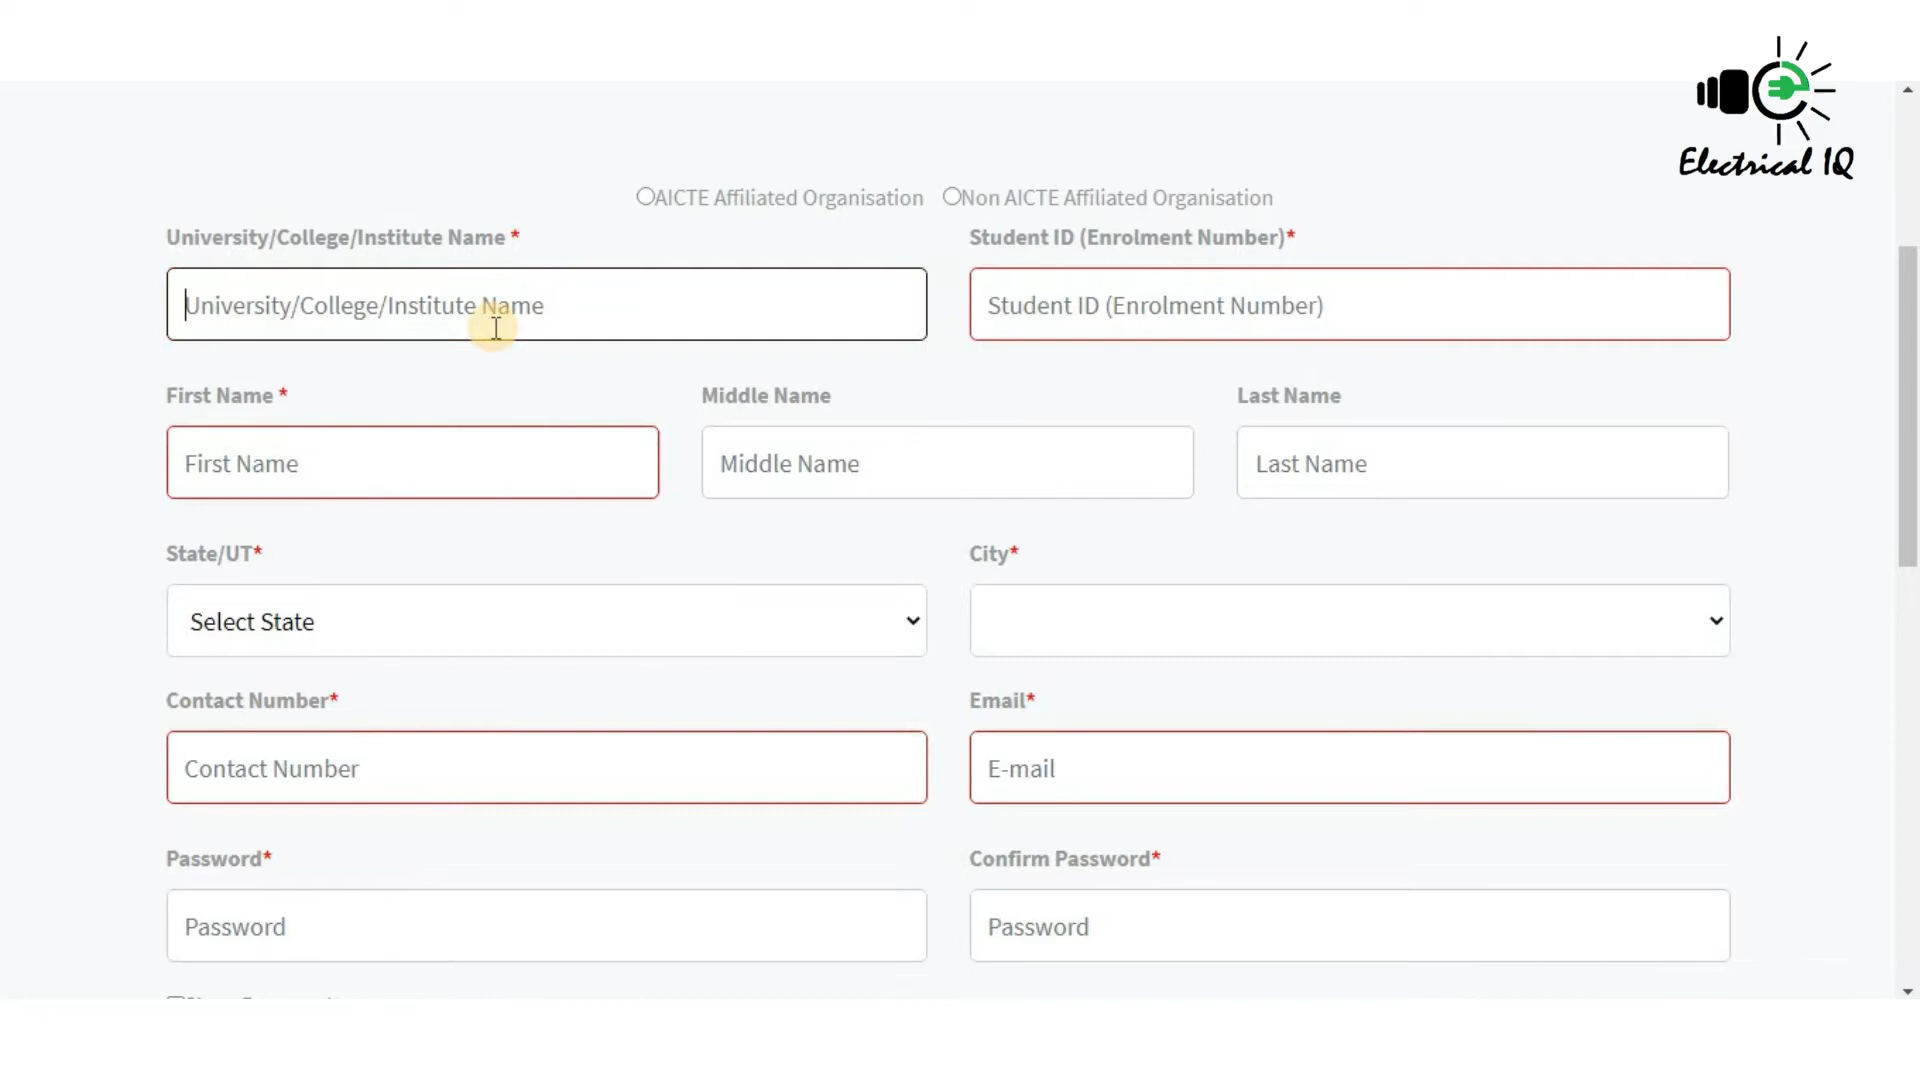 Electrical IQ
AICTE Affiliated Organisation Non AICTE Affiliated Organisation
University/College/Institute Name * Student ID (Enrolment Number)*
University/College/Institute Name Student ID (Enrolment Number)
First Name * Middle Name Last Name
First Name Middle Name Last Name
State/UT* City*
Select State
Contact Number* Email*
Contact Number E-mail
Password* Confirm Password*
Password Password